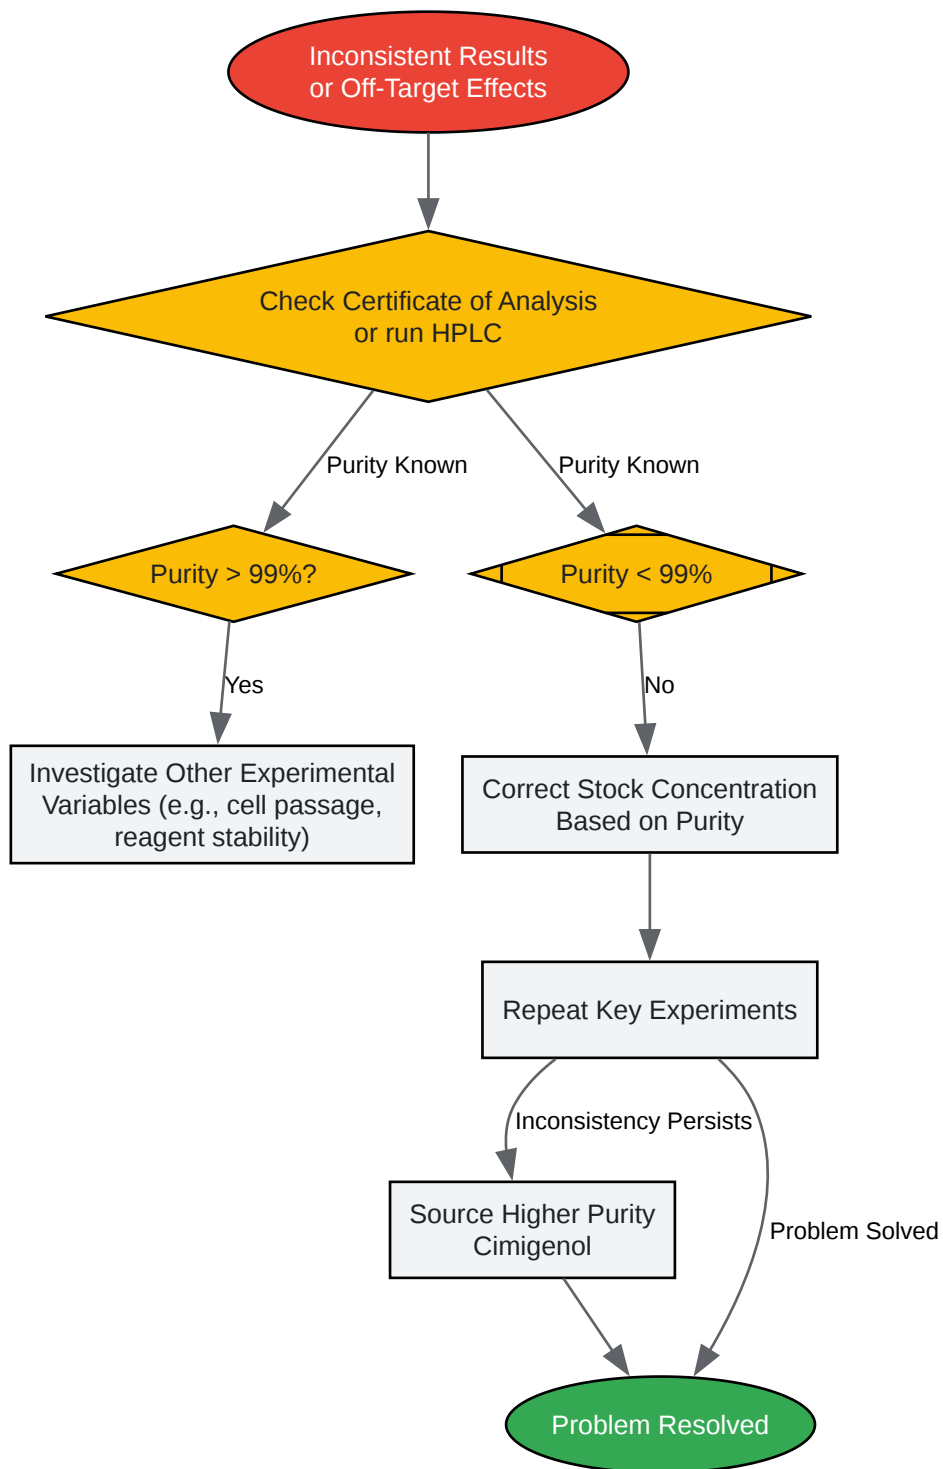 Inconsistent Results
or Off-Target Effects
Check Certificate of Analysis
or run HPLC
Purity Known
Purity Known
Purity > 99%?
Purity < 99%
Yes
No
Investigate Other Experimental
Variables (e.g., cell passage,
reagent stability)
Correct Stock Concentration
Based on Purity
Repeat Key Experiments
Inconsistency Persists
Source Higher Purity
Cimigenol
Problem Solved
Problem Resolved